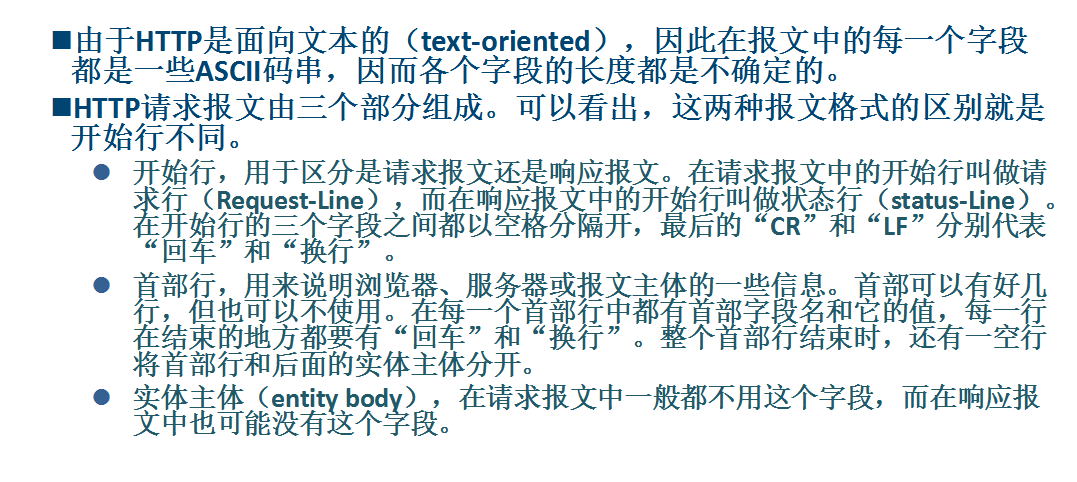 ■由于HTTP是面向文本的（text-oriented），因此在报文中的每一个字段
都是一些ASCII码串，因而各个字段的长度都是不确定的。
■HTTP请求报文由三个部分组成。可以看出，这两种报文格式的区别就是
开始行不同。
● 开始行，用于区分是请求报文还是响应报文。在请求报文中的开始行叫做请
求行（Request-Line），而在响应报文中的开始行叫做状态行（status-Line）。
在开始行的三个字段之间都以空格分隔开，最后的“CR”和“LF”分别代表
“回车”和“换行”。
● 首部行，用来说明浏览器、服务器或报文主体的一些信息。首部可以有好几
行，但也可以不使用。在每一个首部行中都有首部字段名和它的值，每一行
在结束的地方都要有“回车”和“换行”。整个首部行结束时，还有一空行
将首部行和后面的实体主体分开。
● 实体主体（entity body），在请求报文中一般都不用这个字段，而在响应报
文中也可能没有这个字段。